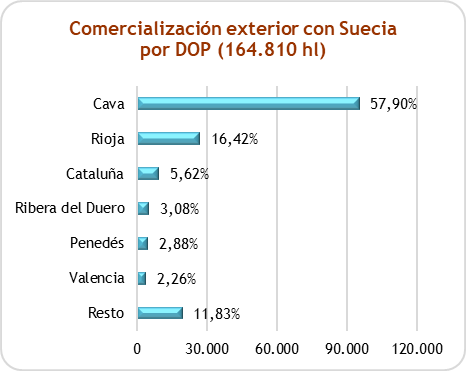 Comercialización exterior con Suecia
por DOP (164.810 hl)
Cava 57,90%
Rioja 16,42%
Cataluña 5,62%
Ribera del Duero 3,08%
Penedés 2,88%
Valencia 2,26%
Resto 11,83%
0 30.000 60.000 90.000 120.000